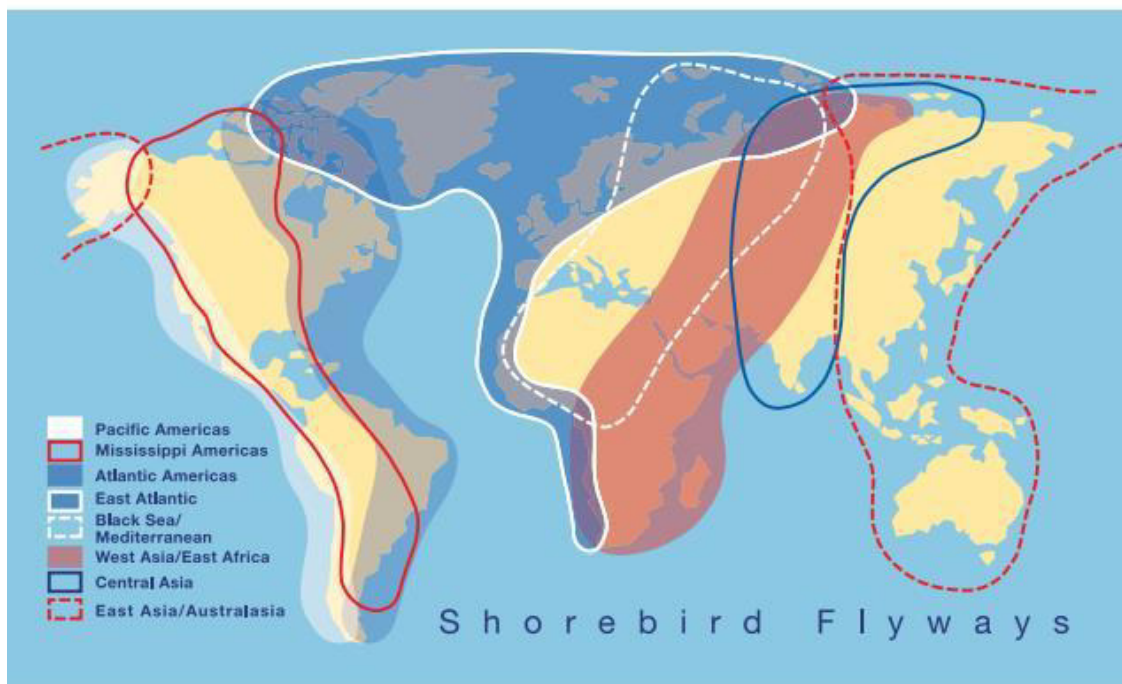 Pacific Americas
Mississippi Americas
Atlantic Americas
East Atlantic
Black Sea/
Mediterranean
West Asia/East Africa
Central Asia
East Asia/Australasia
Shorebird Flyways